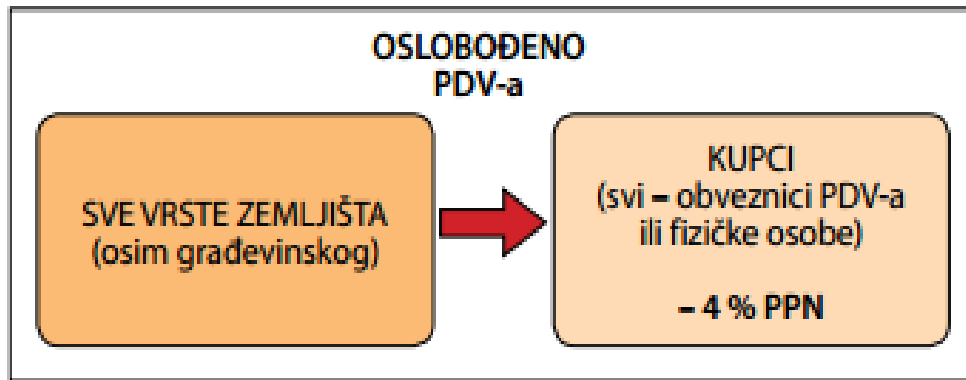 OSLOBOĐENO
PDV-a
SVE VRSTE ZEMLJIŠTA
(osim građevinskog)
KUPCI
(svi – obveznici PDV-a
ili fizičke osobe)
– 4 % PPN